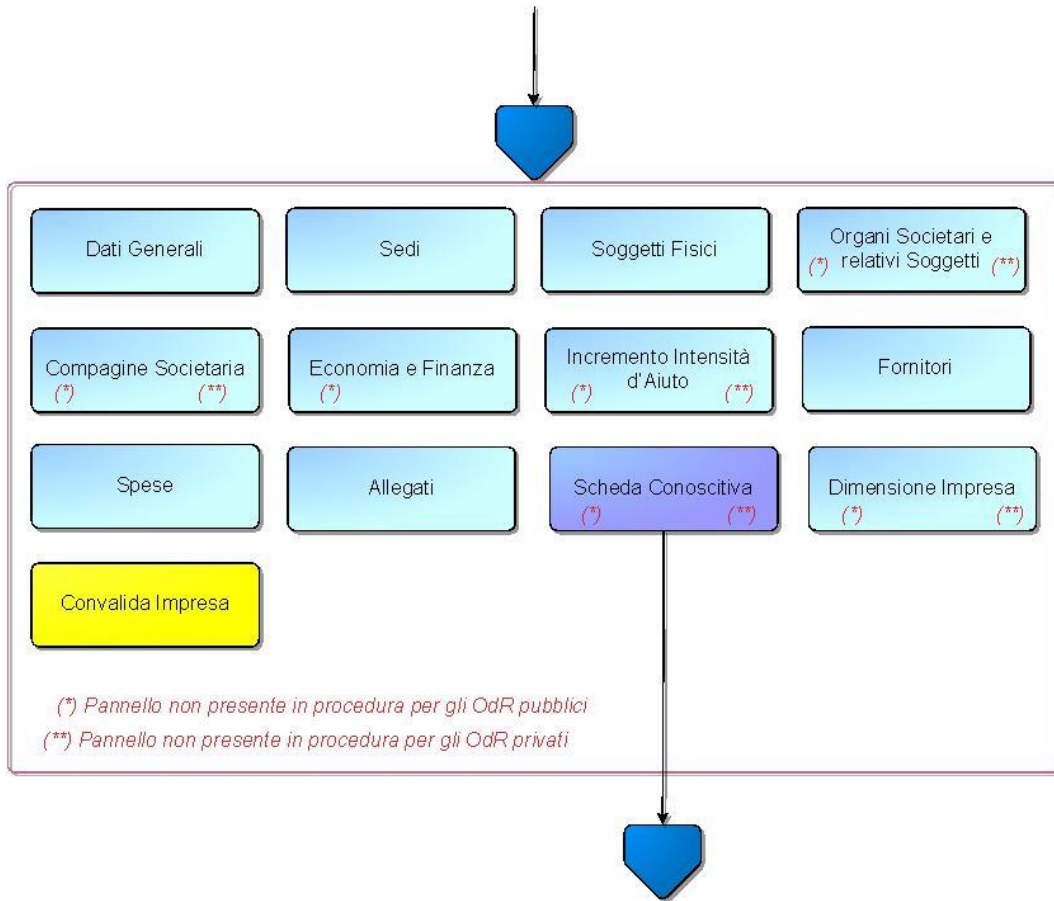 Dati Generali
Sedi
Soggetti Fisici
Organi Societari e
(*) relativi Soggetti (**)
Compagine Societaria
(*) (**)
Economia e Finanza
(*)
Incremento Intensità
(*) d'Aiuto (**)
Fornitori
Spese
Allegati
Scheda Conoscitiva
(*) (**)
Dimensione Impresa
(*) (**)
Convalida Impresa
(*) Pannello non presente in procedura per gli OdR pubblici
(**) Pannello non presente in procedura per gli OdR privati